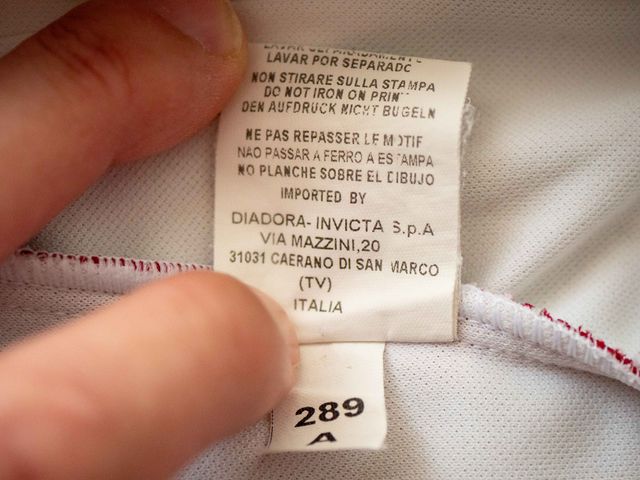 LAVAR POR SEPARADO
NON STIRARE SULLA STAMPA
DO NOT IRON ON PRIN
DEN AUFDRUCK NICHT BUGELN
NE PAS REPASSER LE MOTIF
NAO PASSAR A FERRO A ESTAMPA
NO PLANCHE SOBRE EL DIBUJO
IMPORTED BY
DIADORA- INVICTA S.p.A
VIA MAZZINI,20
31031 CAERANO DI SAN MARCO
(TV)
ITALIA
289
A